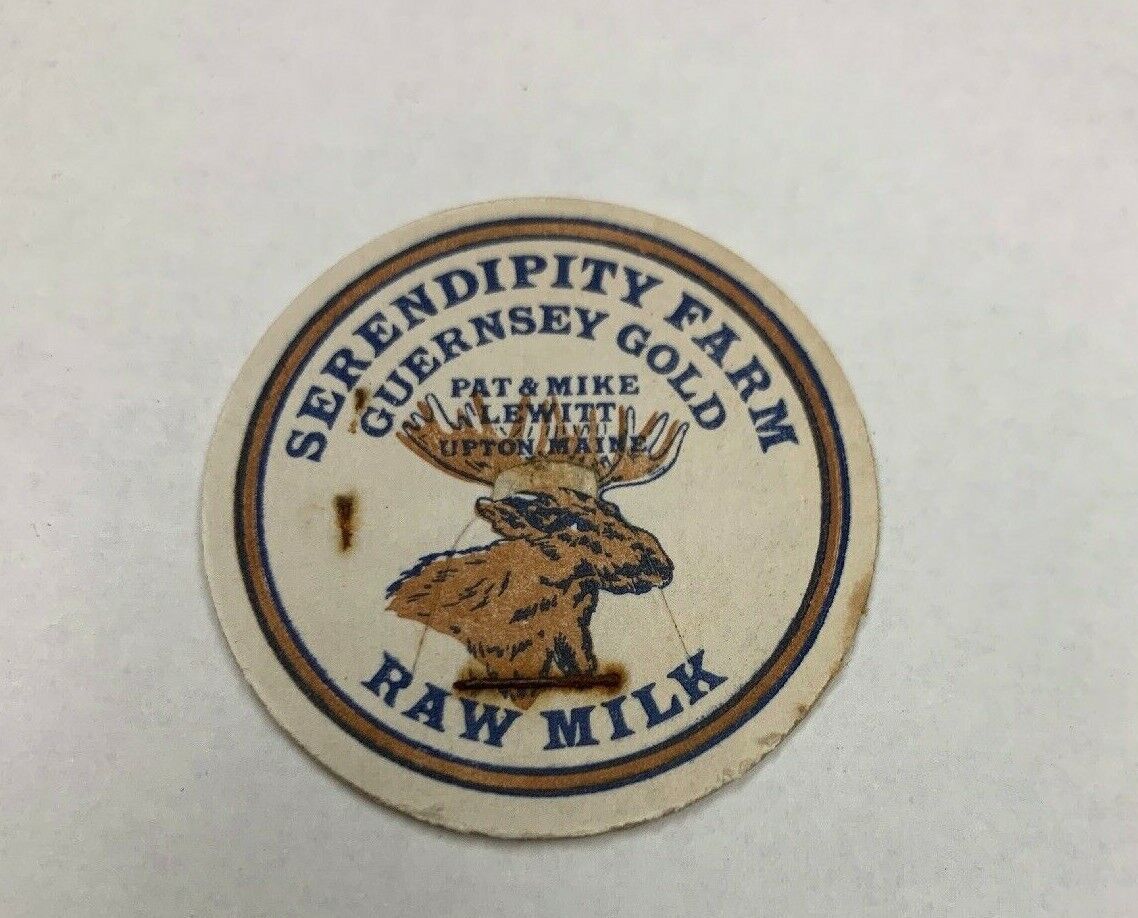 SERENDIPITY FARM
GUERNSEY GOLD
PAT & MIKE
LEWITT
UPTON MAINE
RAW MILK